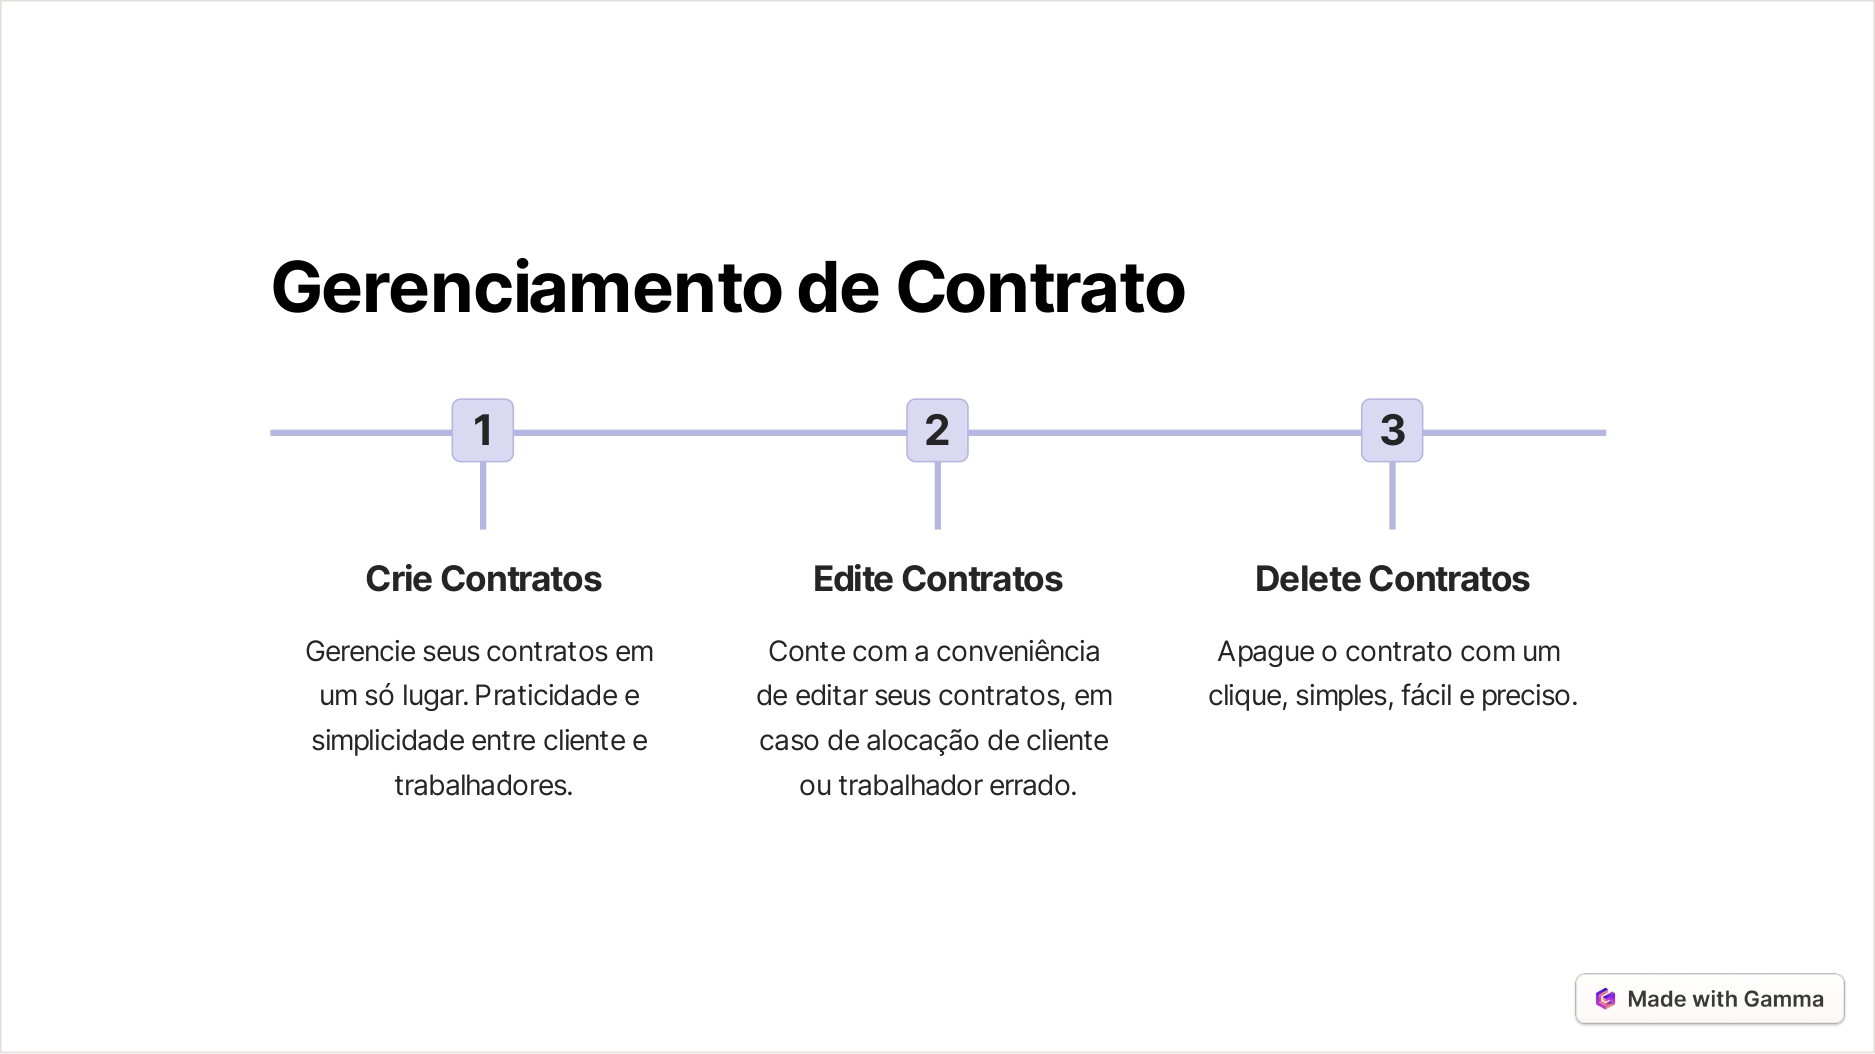 Gerenciamento de Contrato
1
2
3
Crie Contratos
Gerencie seus contratos em
um só lugar. Praticidade e
simplicidade entre cliente e
trabalhadores.
Edite Contratos
Conte com a conveniência
de editar seus contratos, em
caso de alocação de cliente
ou trabalhador errado.
Delete Contratos
Apague o contrato com um
clique, simples, fácil e preciso.
Made with Gamma